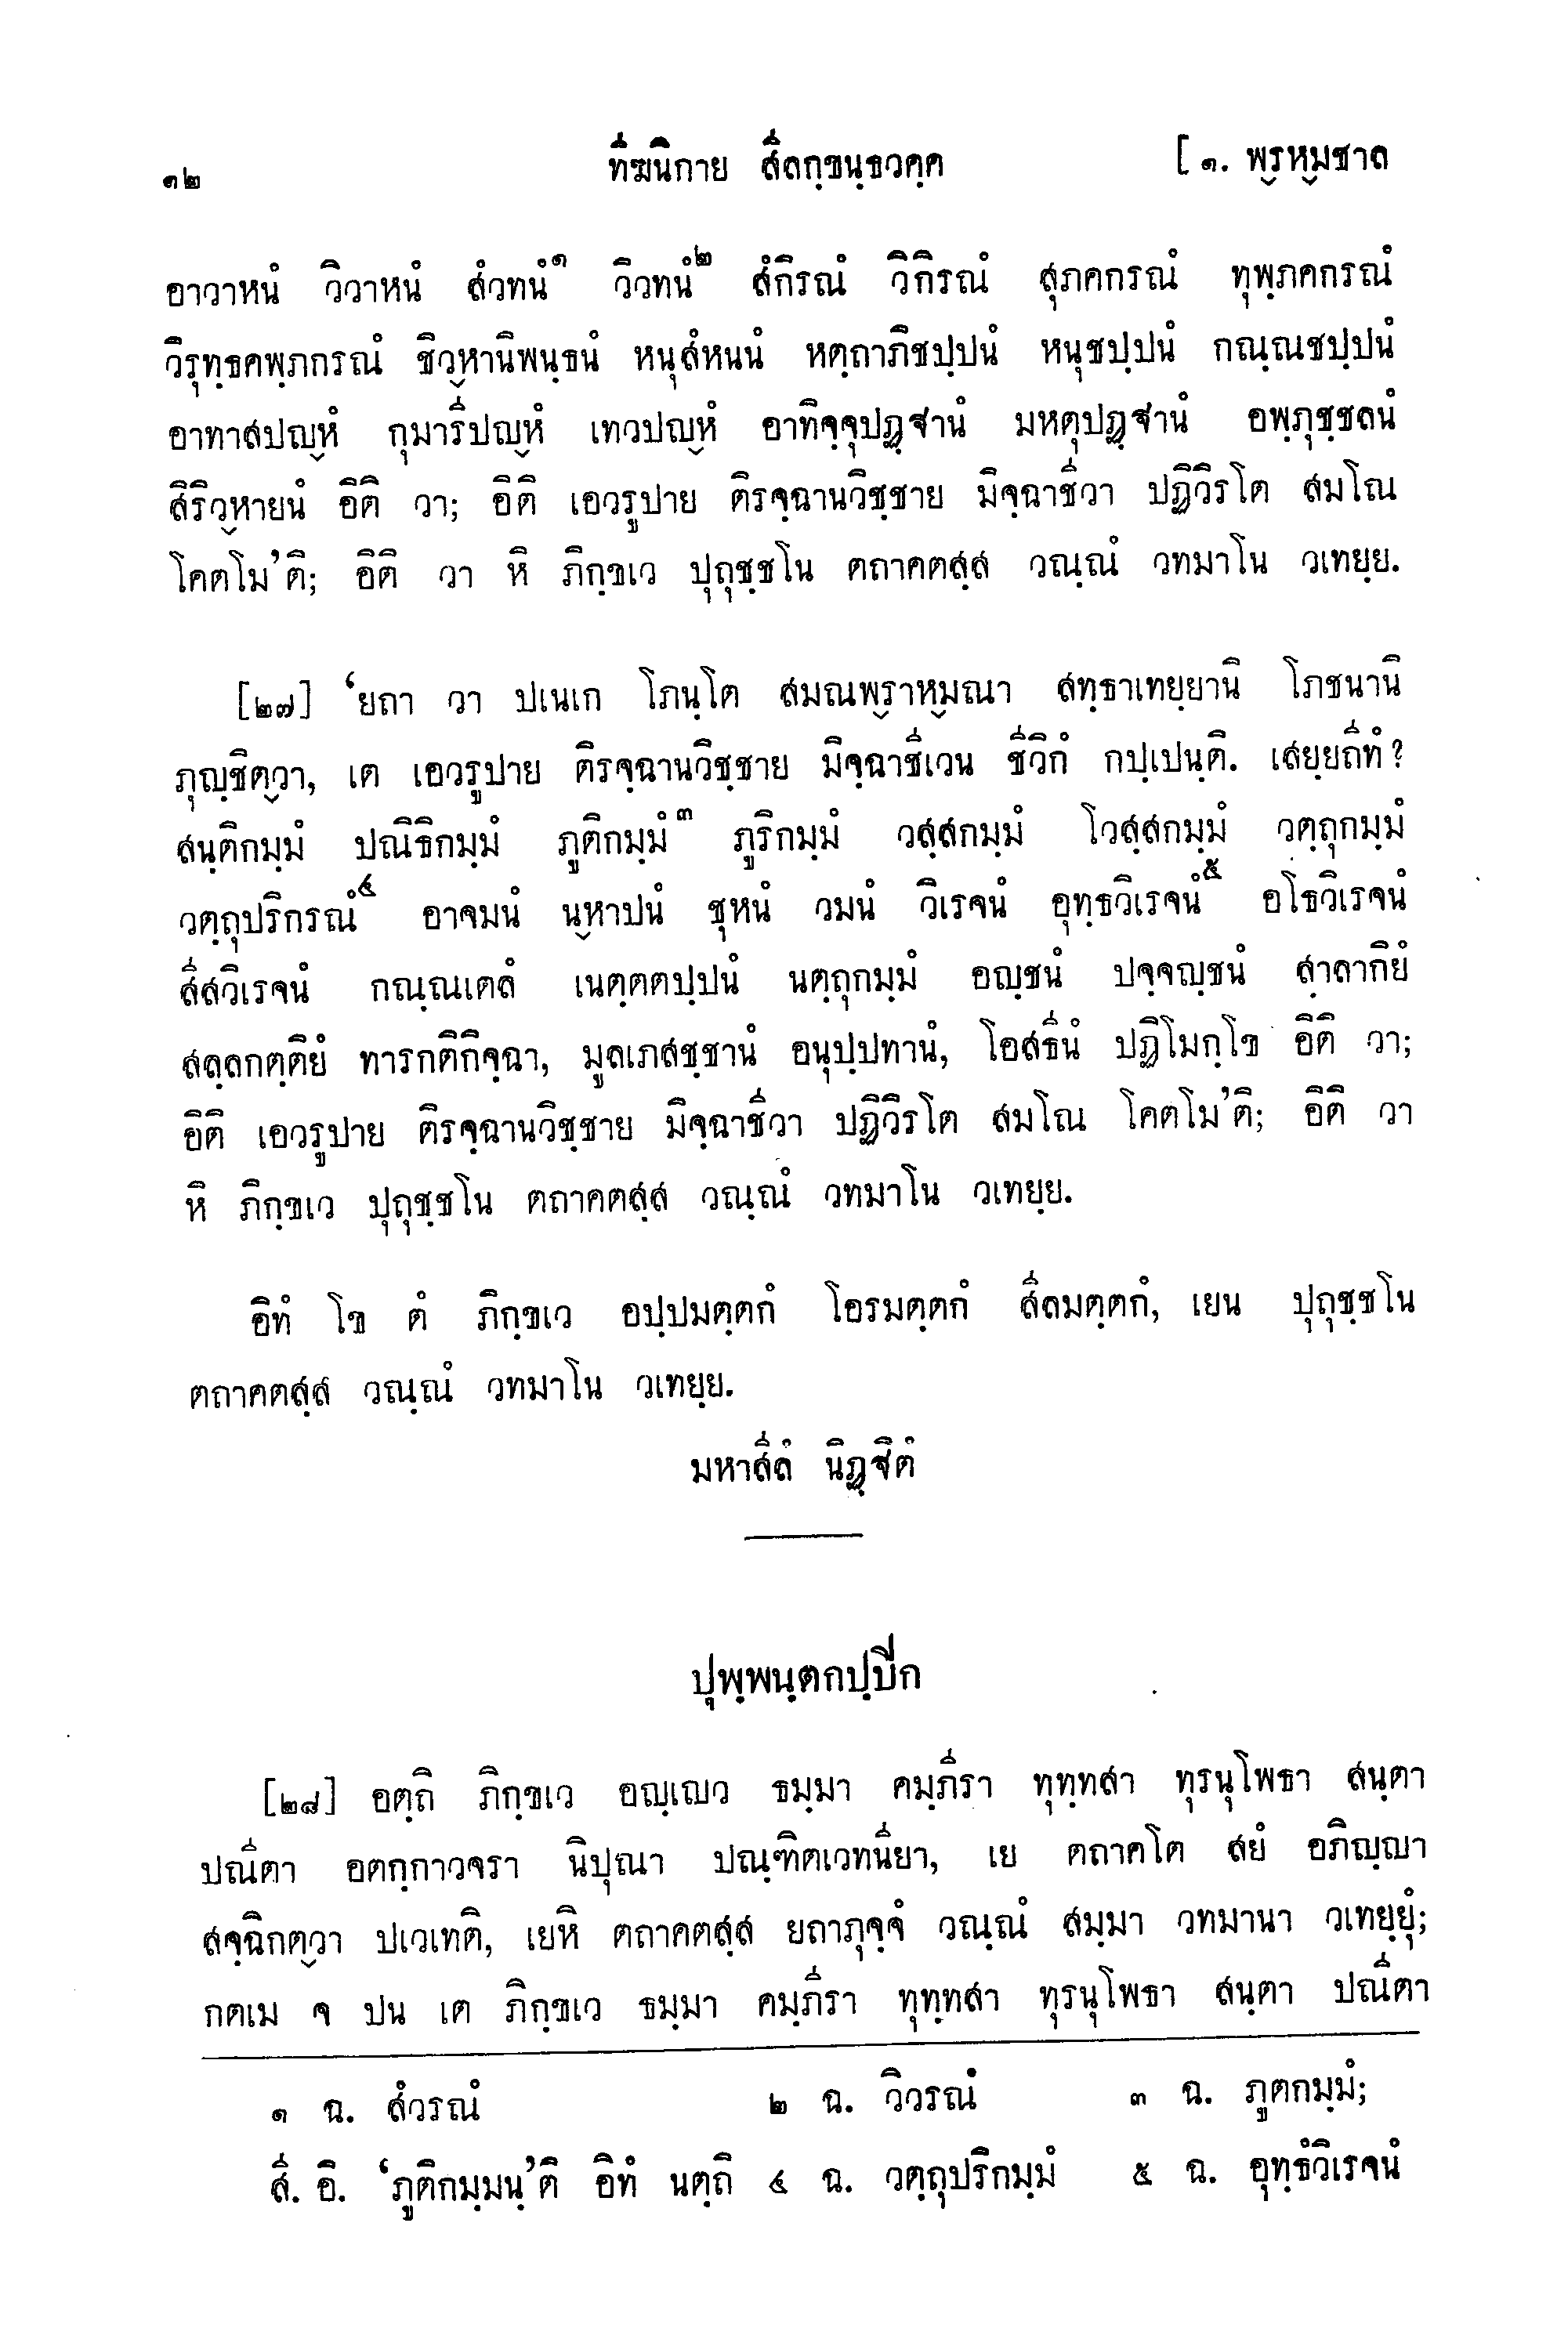 ๑๒ ทีฆนิกาย สีลกฺขนฺธวคฺค [ ๑. พฺรหฺมชาล
อาวาหนํ วิวาหนํ สํวทนํ๑ วิวทนํ๒ สํกิรณํ วิกิรณํ สุภคกรณํ ทุพฺภคกรณํ
วิรุทฺธคพฺภกรณํ ชิวฺหานิพนฺธนํ หนุสํหนนํ หตฺถาภิชปฺปนํ หนุชปฺปนํ กณฺณชปฺปนํ
อาทาสปญฺหํ กุมาริปญฺหํ เทวปญฺหํ อาทิจฺจุปฏฺฐานํ มหตุปฏฺฐานํ อพฺภุชฺชลนํ
สิริวฺหายนํ อิติ วา; อิติ เอวรูปาย ติรจฺฉานวิชฺชาย มิจฺฉาชีวา ปฏิวิรโต สมโณ
โคตโม’ติ; อิติ วา หิ ภิกฺขเว ปุถุชฺชโน ตถาคตสฺส วณฺณํ วทมาโน วเทยฺย.
[๒๗] ‘ยถา วา ปเนเก โภนฺโต สมณพฺราหฺมณา สทฺธาเทยฺยานิ โภชนานิ
ภุญฺชิตฺวา, เต เอวรูปาย ติรจฺฉานวิชฺชาย มิจฺฉาชีเวน ชีวิกํ กปฺเปนฺติ. เสยฺยถีทํ?
สนฺติกมฺมํ ปณิธิกมฺมํ ภูติกมฺมํ๓ ภูริกมฺมํ วสฺสกมฺมํ โวสฺสกมฺมํ วตฺถุกมฺมํ
วตฺถุปริกรณํ๔ อาจมนํ นฺหาปนํ ชุหนํ วมนํ วิเรจนํ อุทฺธวิเรจนํ๕ อโธวิเรจนํ
สีสวิเรจนํ กณฺณเตลํ เนตฺตตปฺปนํ นตฺถุกมฺมํ อญฺชนํ ปจฺจญฺชนํ สฺาลากิยํ
สลฺลกตฺติยํ ทารกติกิจฺฉา, มูลเภสชฺชานํ อนุปฺปทานํ, โอสธีนํ ปฏิโมกฺโข อิติ วา;
อิติ เอวรูปาย ติรจฺฉานวิชฺชาย มิจฺฉาชีวา ปฏิวิรโต สมโณ โคตโม’ติ; อิติ วา
หิ ภิกฺขเว ปุถุชฺชโน ตถาคตสฺส วณฺณํ วทมาโน วเทยฺย.
อิทํ โข ตํ ภิกฺขเว อปฺปมตฺตกํ โอรมตฺตกํ สีลมตฺตกํ, เยน ปุถุชฺชโน
ตถาคตสฺส วณฺณํ วทมาโน วเทยฺย.
มหาสีลํ นิฏฺฐิตํ
ปุพฺพนฺตกปฺปีก
[๒๘] อตฺถิ ภิกฺขเว อญฺเญว ธมฺมา คมฺภีรา ทุทฺทสา ทุรนุโพธา สนฺตา
ปณีตา อตกฺกาวจรา นิปุณา ปณฺฑิตเวทนียา, เย ตถาคโต สยํ อภิญฺญา
สจฺฉิกตฺวา ปเวเทติ, เยหิ ตถาคตสฺส ยถาภุจฺจํ วณฺณํ สมฺมา วทมานา วเทยฺยุํ;
กตเม จ ปน เต ภิกฺขเว ธมฺมา คมฺภีรา ทุทฺทสา ทุรนุโพธา สนฺตา ปณีตา
๑ ฉ. สํวรณํ ๒ ฉ. วิวรณํ ๓ ฉ. ภูตกมฺมํ;
สี. อิ. ‘ภูติกมฺมนฺ’ติ อิทํ นตฺถิ ๔ ฉ. วตฺถุปริกมฺมํ ๕ ฉ. อุทฺธํวิเรจนํ